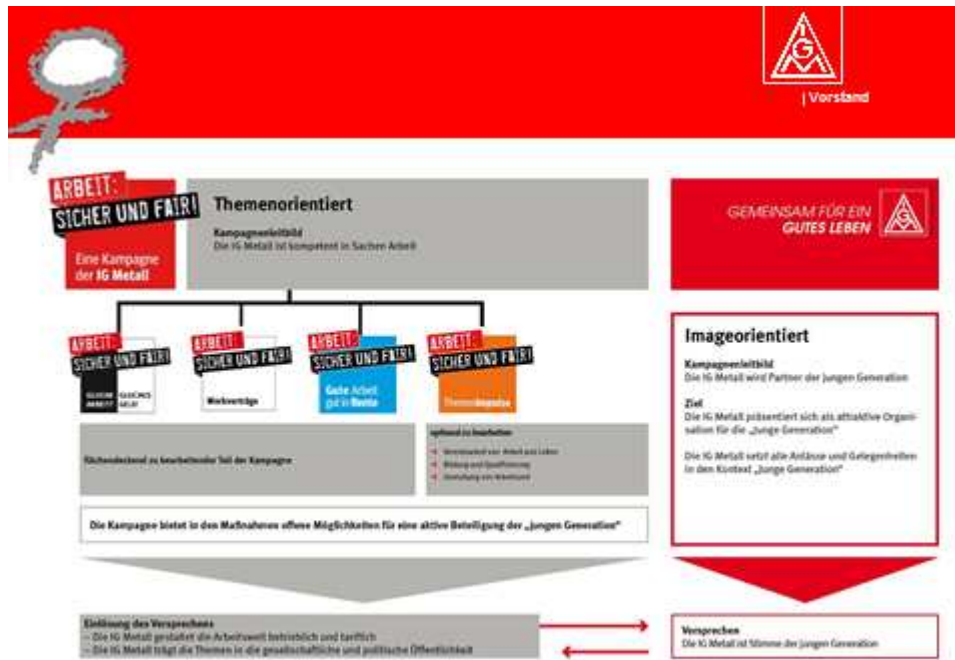 IGM
| Vorstand
ARBEIT:
SICHER UND FAIR!
Eine Kampagne
der IG Metall
Themenorientiert
Kampagnenleitbild
Die IG Metall ist kompetent in Sachen Arbeit
ARBEIT:
SICHER UND FAIR!
GLEICHE GLEICHES
ARBEIT GELD
ARBEIT:
SICHER UND FAIR!
Werkverträge
ARBEIT:
SICHER UND FAIR!
Gute Arbeit
gut in Rente
ARBEIT:
SICHER UND FAIR!
Themenimpulse
flächendeckend zu bearbeitender Teil der Kampagne
optional zu bearbeiten
→ Vereinbarkeit von Arbeit und Leben
→ Bildung und Qualifizierung
→ Gestaltung von Arbeitszeit
Die Kampagne bietet in den Maßnahmen offene Möglichkeiten für eine aktive Beteiligung der „jungen Generation“
Einlösung des Versprechens
– Die IG Metall gestaltet die Arbeitswelt betrieblich und tariflich
– Die IG Metall trägt die Themen in die gesellschaftliche und politische Öffentlichkeit
GEMEINSAM FÜR EIN
GUTES LEBEN
IGM
Imageorientiert
Kampagnenleitbild
Die IG Metall wird Partner der jungen Generation
Ziel
Die IG Metall präsentiert sich als attraktive Organi-
sation für die „Junge Generation“
Die IG Metall setzt alle Anlässe und Gelegenheiten
in den Kontext „Junge Generation“
Versprechen
Die IG Metall ist Stimme der jungen Generation